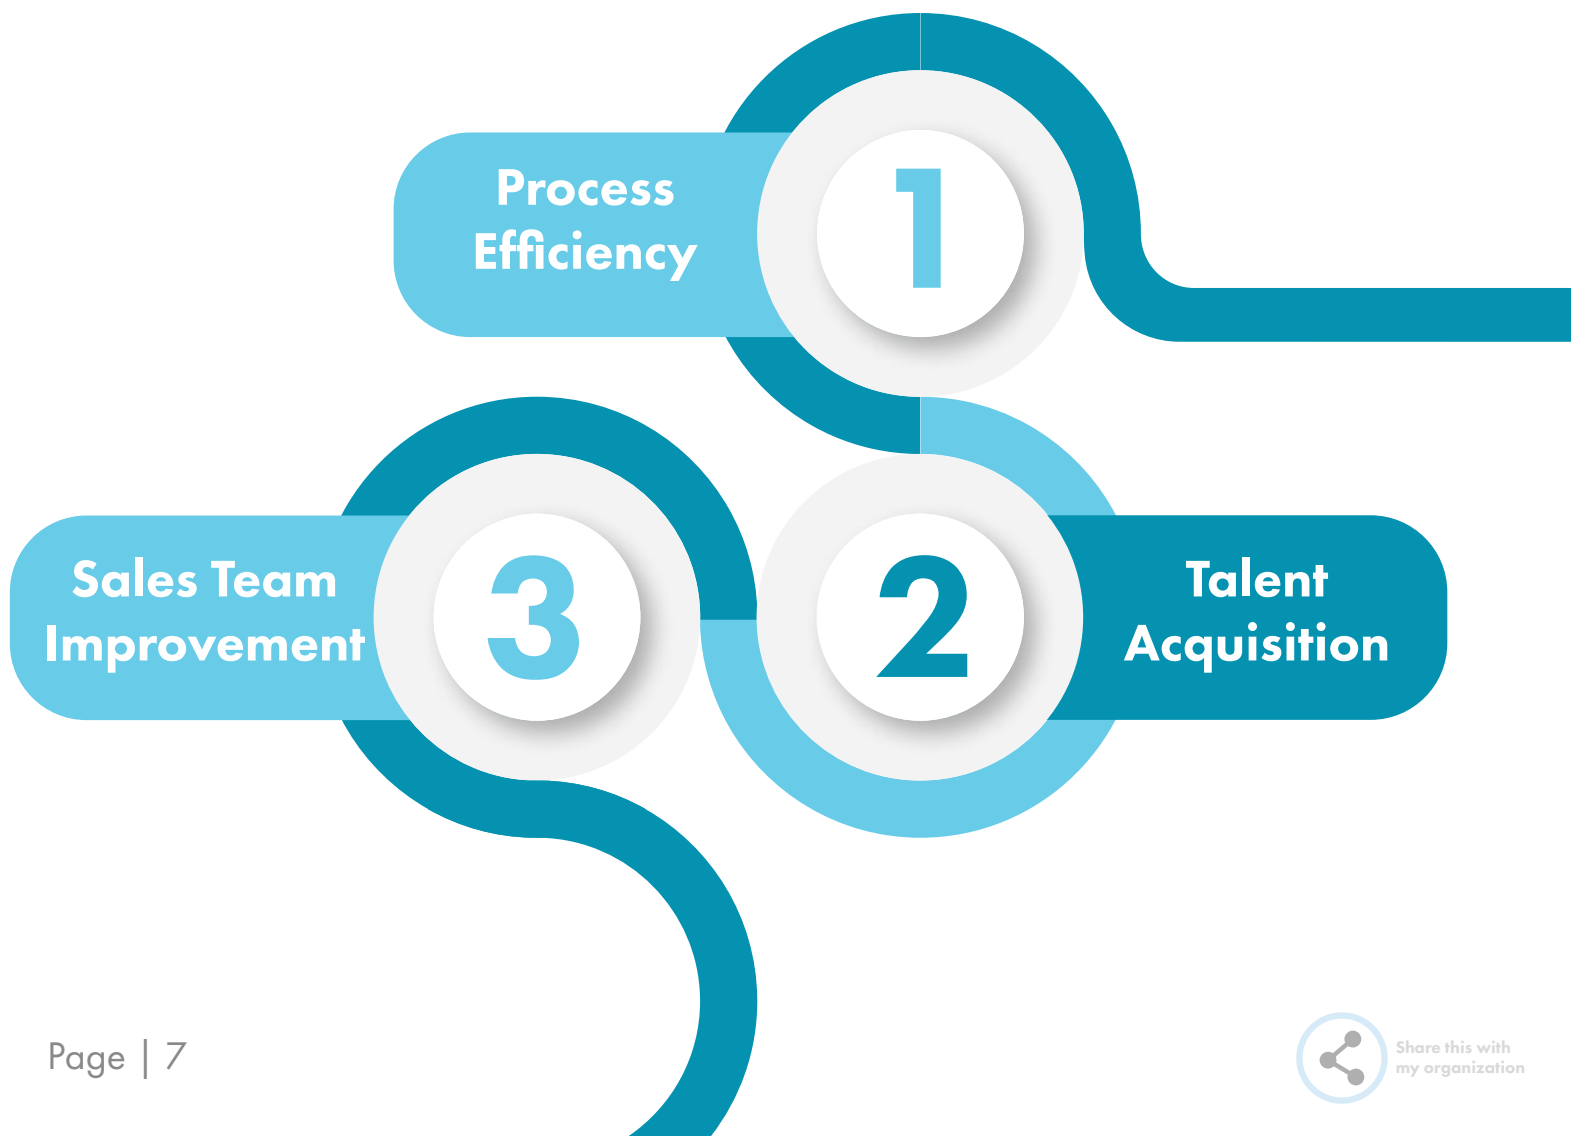 Process
Efficiency
1
Sales Team
Improvement
3
2
Talent
Acquisition
Page | 7
Share this with
my organization